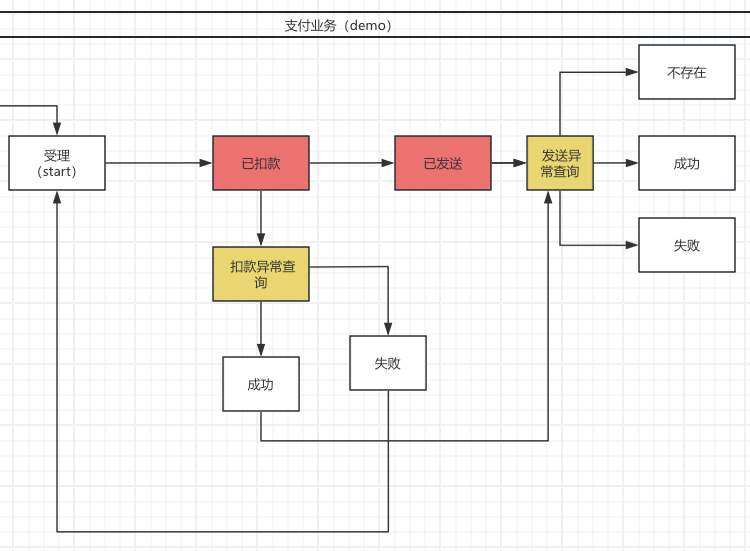 支付业务（demo）
不存在
受理
（start）
已扣款
已发送
发送异
常查询
成功
失败
扣款异常查
询
成功
失败